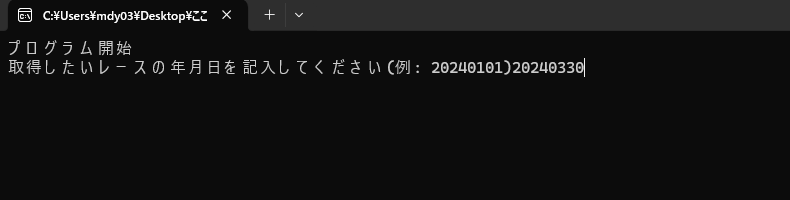 C:¥Users¥mdy03¥Desktop¥ここ
プログラム開始
取得したいレースの年月日を記入してください(例: 20240101)20240330